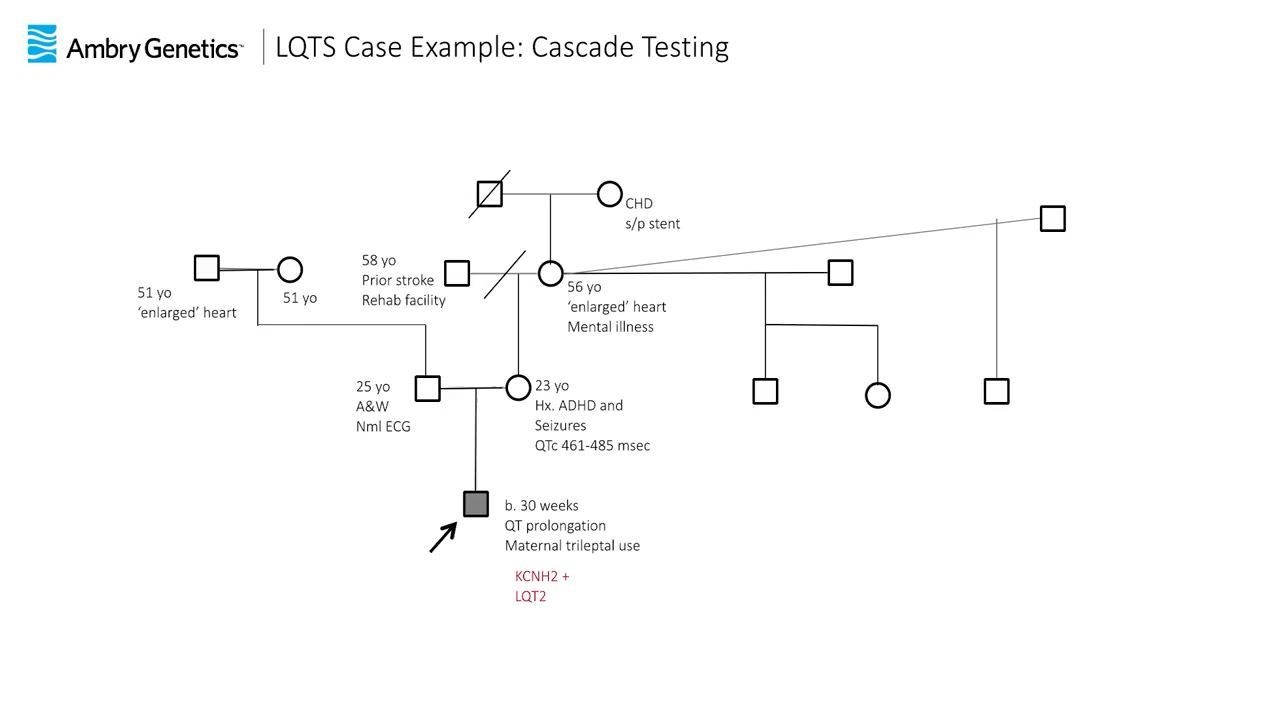 Ambry Genetics™ LQTS Case Example: Cascade Testing
CHD
s/p stent
58 yo
Prior stroke
Rehab facility
56 yo
‘enlarged’ heart
Mental illness
51 yo
‘enlarged’ heart
51 yo
25 yo
A&W
Nml ECG
23 yo
Hx. ADHD and
Seizures
QTc 461-485 msec
b. 30 weeks
QT prolongation
Maternal trileptal use
KCNH2 +
LQT2